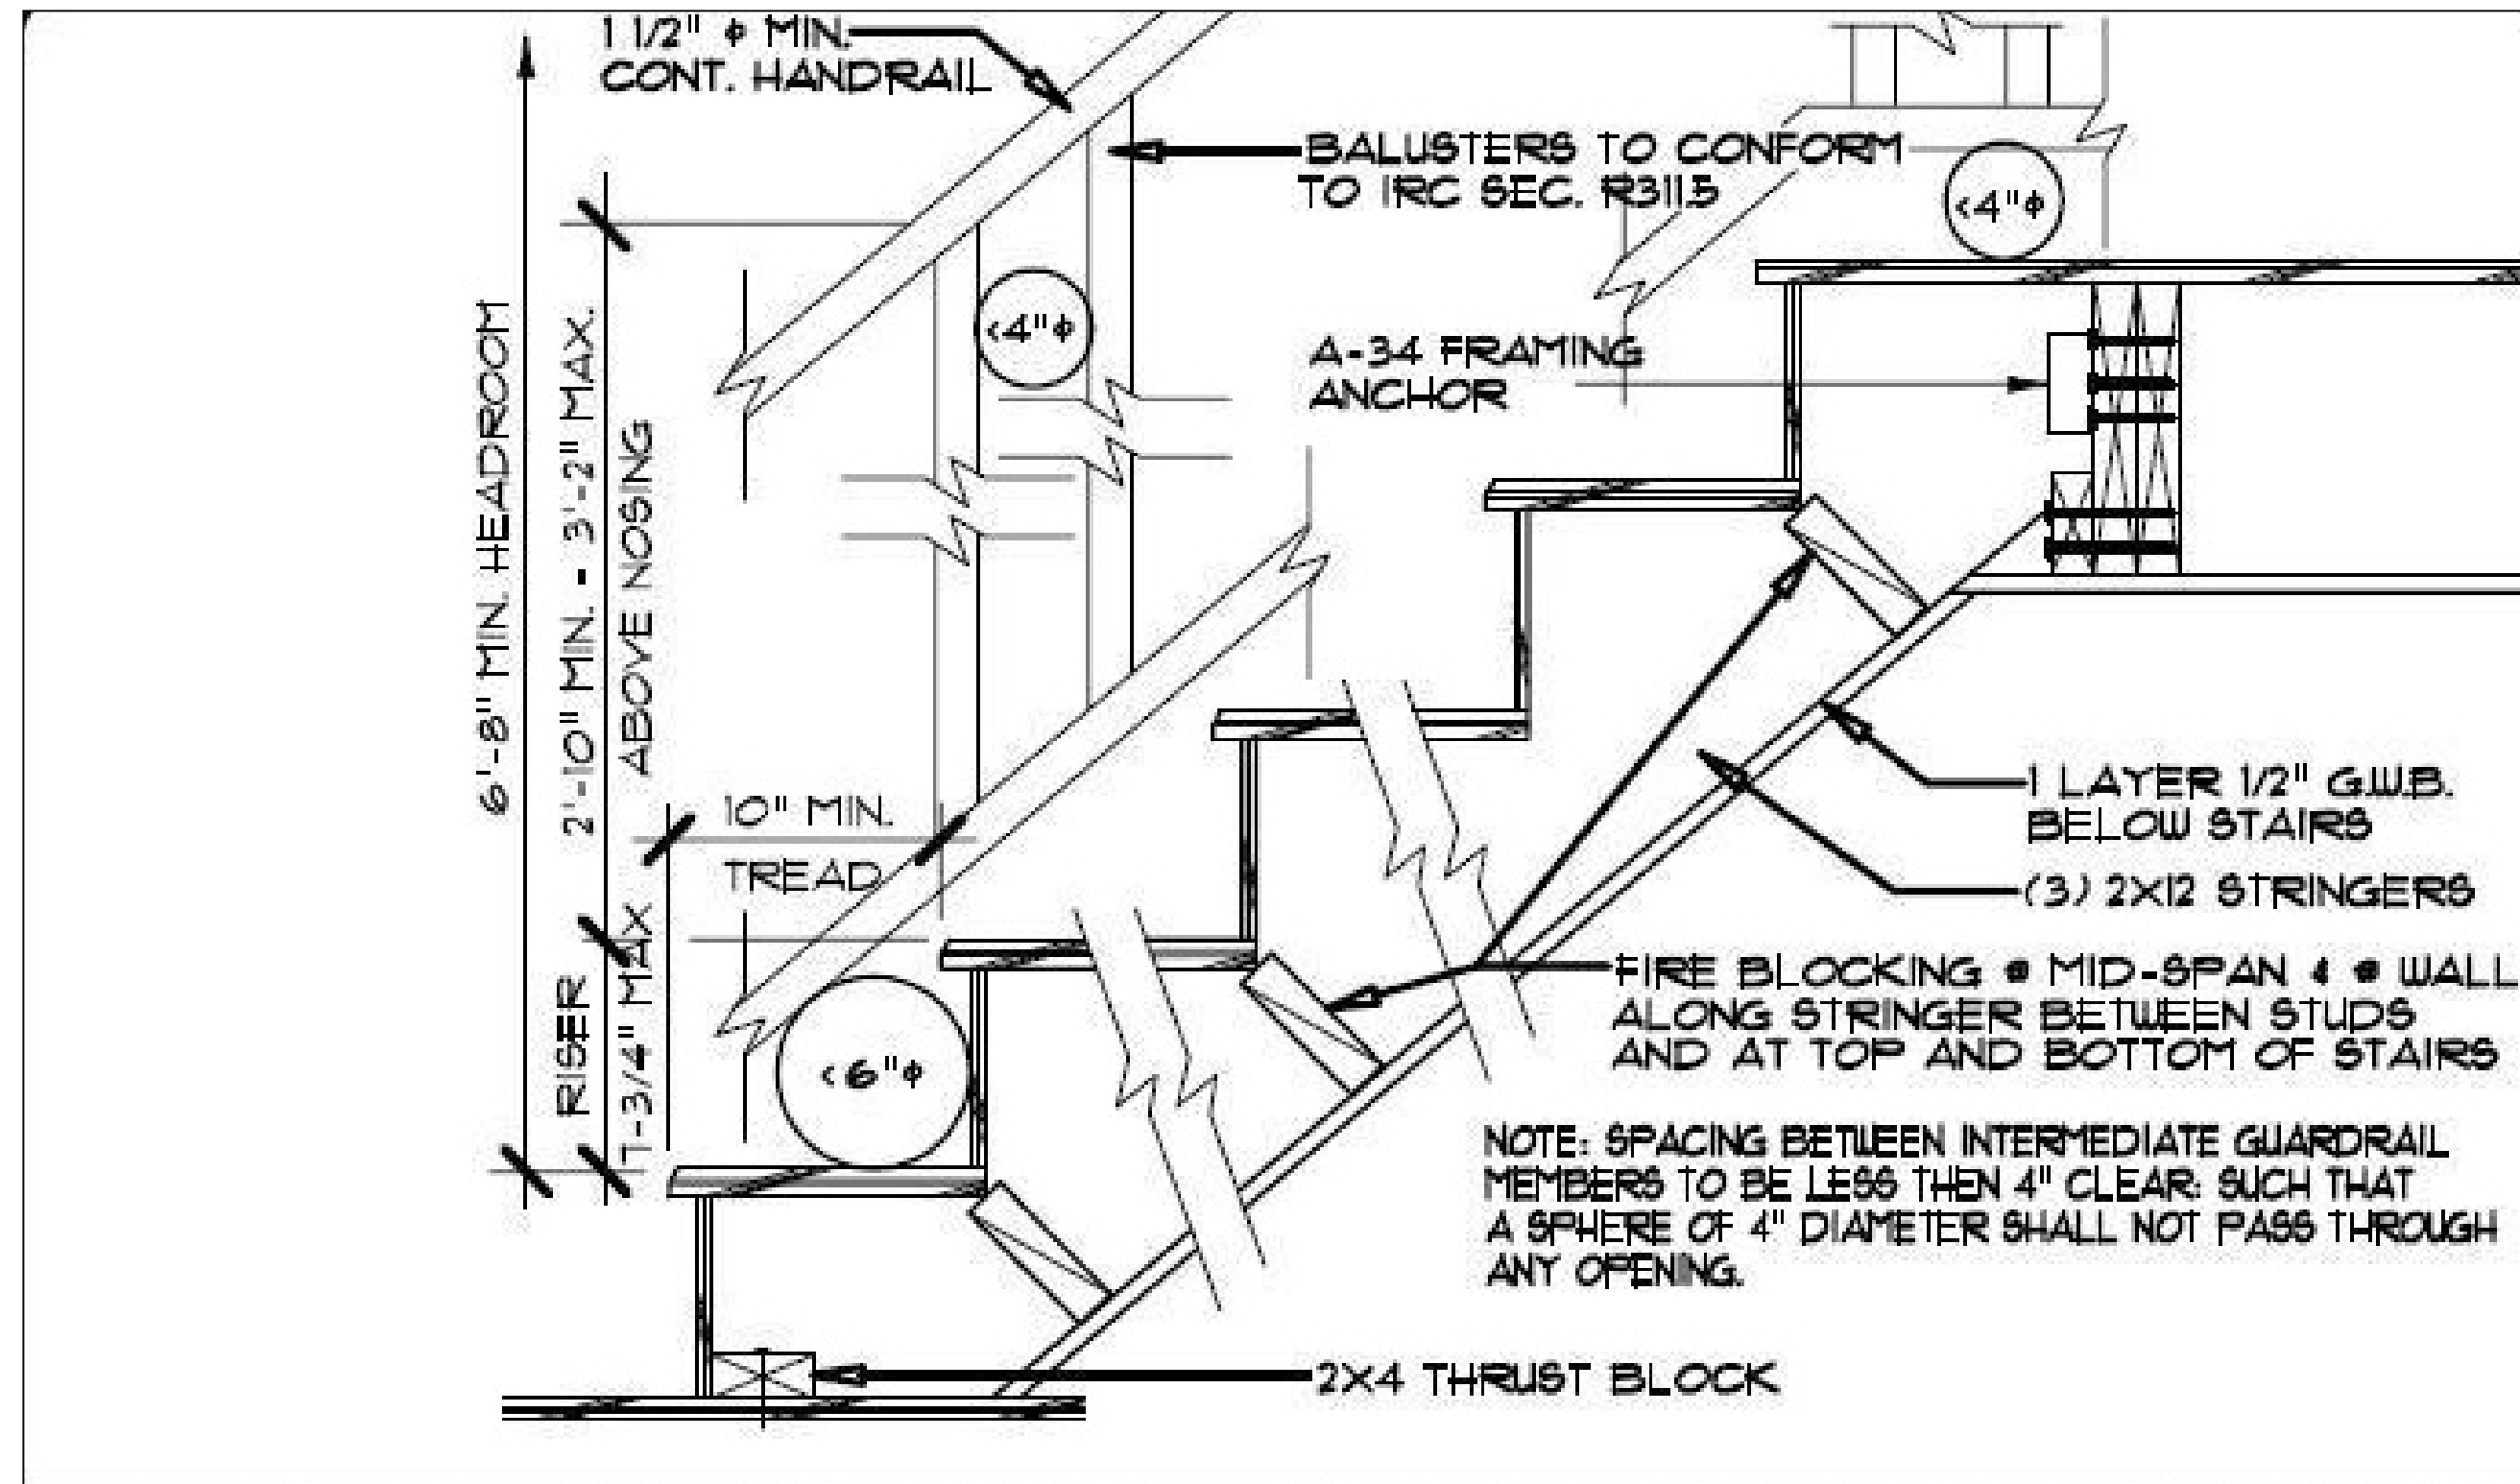 1 1/2" ϕ MIN.
CONT. HANDRAIL
BALUSTERS TO CONFORM
TO IRC SEC. R311.5
<4"ϕ
<4"ϕ
A-34 FRAMING
ANCHOR
6'-8" MIN. HEADROOM
2'-10" MIN. - 3'-2" MAX.
ABOVE NOSING
10" MIN.
TREAD
RISER
7-3/4" MAX
<6"ϕ
1 LAYER 1/2" G.W.B.
BELOW STAIRS
(3) 2X12 STRINGERS
FIRE BLOCKING @ MID-SPAN & @ WALL
ALONG STRINGER BETWEEN STUDS
AND AT TOP AND BOTTOM OF STAIRS
NOTE: SPACING BETWEEN INTERMEDIATE GUARDRAIL
MEMBERS TO BE LESS THEN 4" CLEAR: SUCH THAT
A SPHERE OF 4" DIAMETER SHALL NOT PASS THROUGH
ANY OPENING.
2X4 THRUST BLOCK